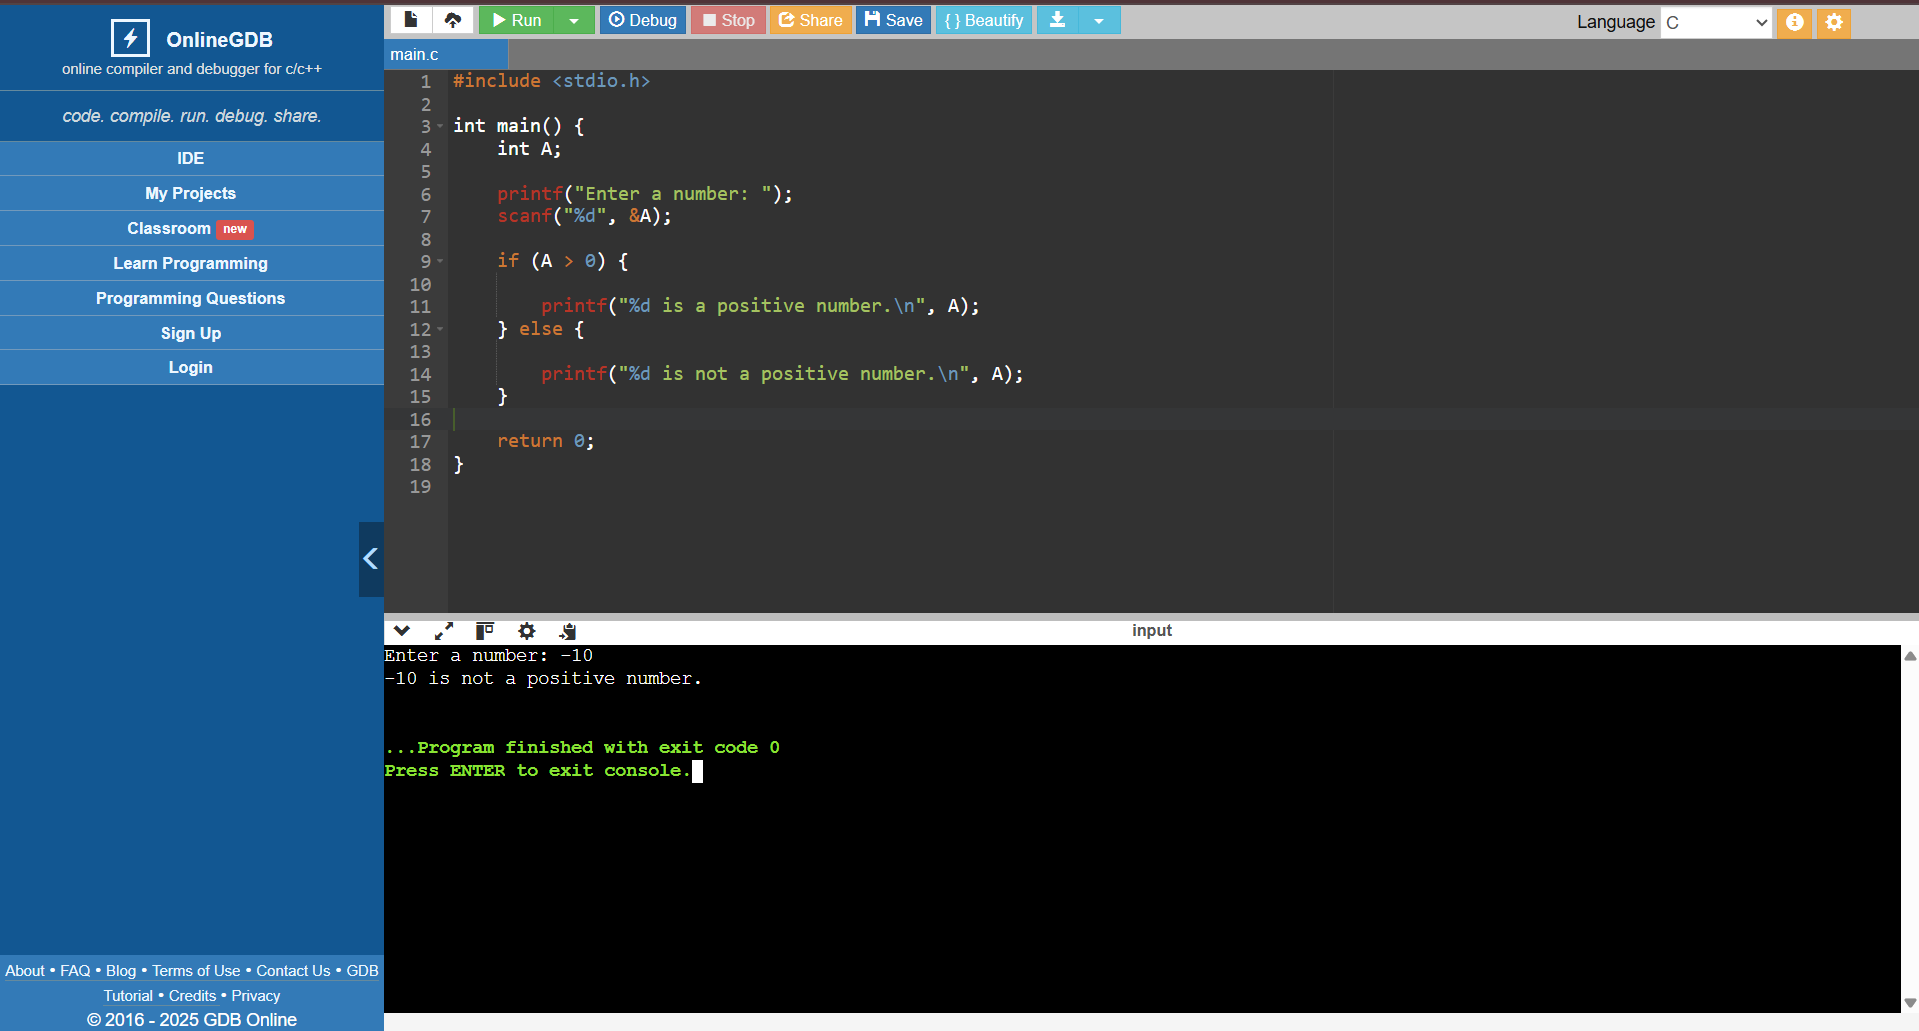 OnlineGDB
online compiler and debugger for c/c++
code. compile. run. debug. share.
IDE
My Projects
Classroom new
Learn Programming
Programming Questions
Sign Up
Login
About • FAQ • Blog • Terms of Use • Contact Us • GDB
Tutorial • Credits • Privacy
© 2016 - 2025 GDB Online
Run Debug Stop Share Save { } Beautify Language C
main.c
1 #include <stdio.h>
2
3 int main() {
4     int A;
5
6     printf("Enter a number: ");
7     scanf("%d", &A);
8
9     if (A > 0) {
10
11         printf("%d is a positive number.\n", A);
12     } else {
13
14         printf("%d is not a positive number.\n", A);
15     }
16
17     return 0;
18 }
19
input
Enter a number: -10
-10 is not a positive number.
...Program finished with exit code 0
Press ENTER to exit console.